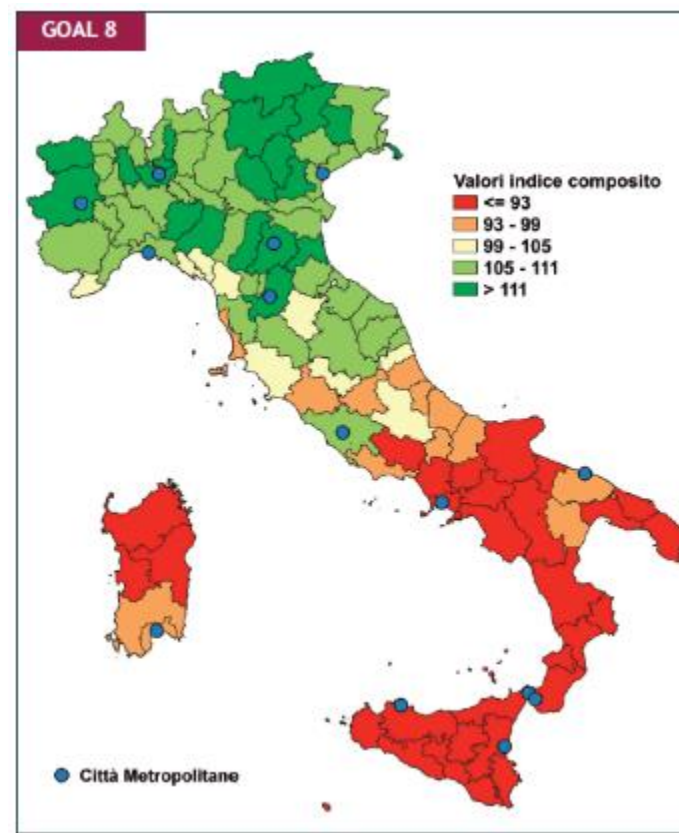 GOAL 8
Valori indice composito
<= 93
93 - 99
99 - 105
105 - 111
> 111
Città Metropolitane